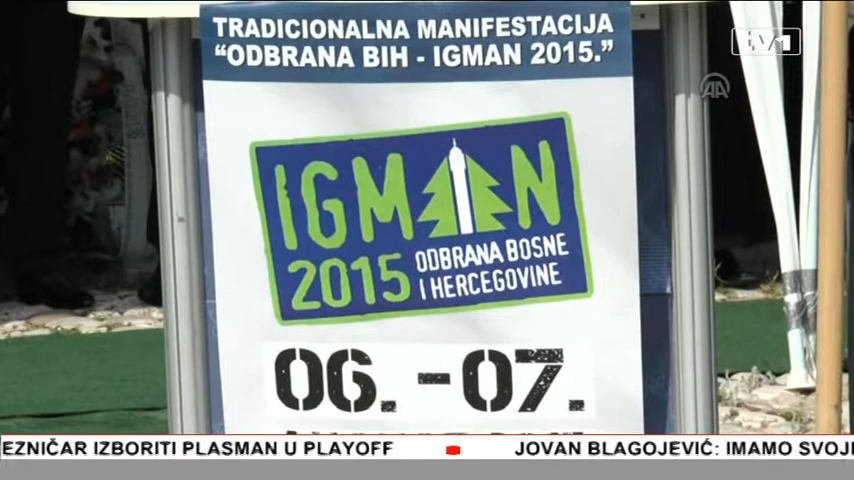 TRADICIONALNA MANIFESTACIJA
“ODBRANA BIH - IGMAN 2015.”
TV1
AA
IGMAN
2015 ODBRANA BOSNE
I HERCEGOVINE
06.-07.
EZNIČAR IZBORITI PLASMAN U PLAYOFF
JOVAN BLAGOJEVIĆ: IMAMO SVOJ